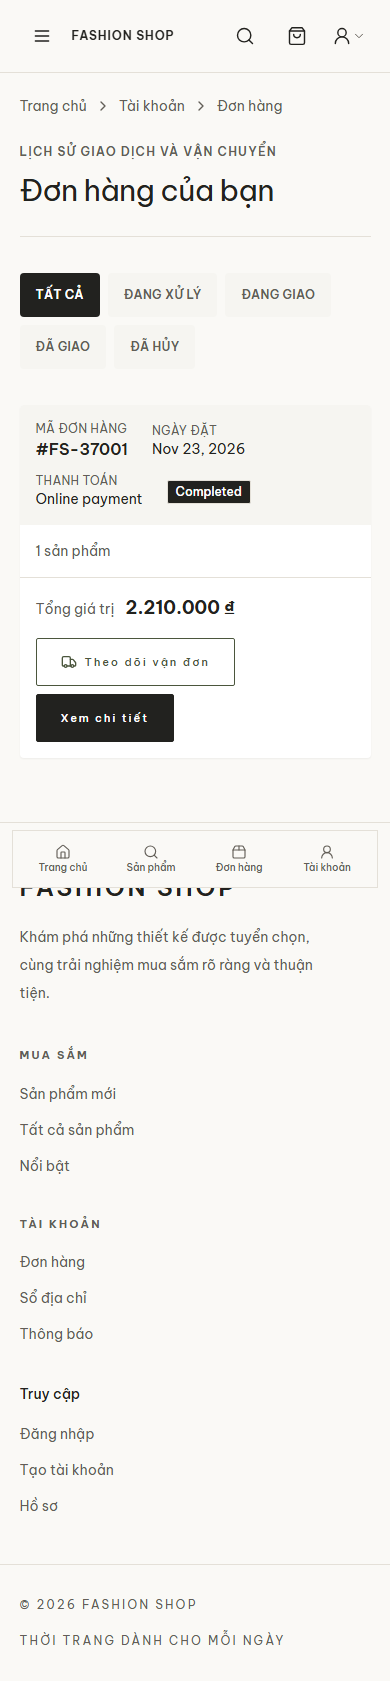 FASHION SHOP
Trang chủ > Tài khoản > Đơn hàng
LỊCH SỬ GIAO DỊCH VÀ VẬN CHUYỂN
Đơn hàng của bạn
TẤT CẢ ĐANG XỬ LÝ ĐANG GIAO
ĐÃ GIAO ĐÃ HỦY
MÃ ĐƠN HÀNG NGÀY ĐẶT
#FS-37001 Nov 23, 2026
THANH TOÁN
Online payment Completed
1 sản phẩm
Tổng giá trị 2.210.000 ₫
Theo dõi vận đơn
Xem chi tiết
Trang chủ Sản phẩm Đơn hàng Tài khoản
FASHION SHOP
Khám phá những thiết kế được tuyển chọn,
cùng trải nghiệm mua sắm rõ ràng và thuận
tiện.
MUA SẮM
Sản phẩm mới
Tất cả sản phẩm
Nổi bật
TÀI KHOẢN
Đơn hàng
Sổ địa chỉ
Thông báo
Truy cập
Đăng nhập
Tạo tài khoản
Hồ sơ
© 2026 FASHION SHOP
THỜI TRANG DÀNH CHO MỖI NGÀY